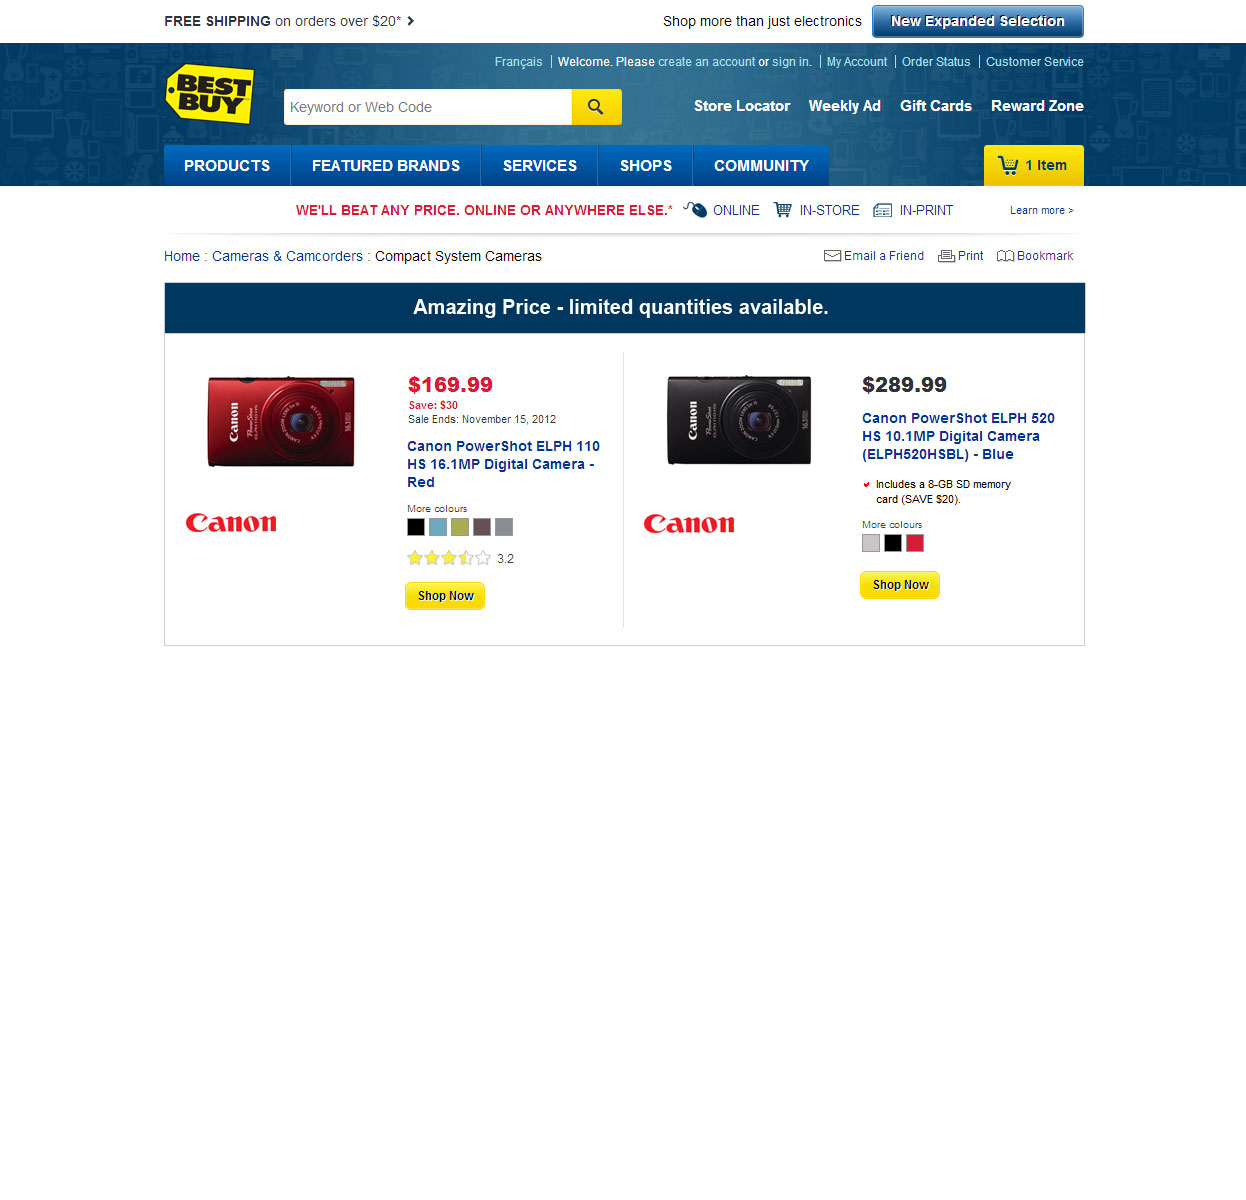 FREE SHIPPING on orders over $20* >
Shop more than just electronics
New Expanded Selection
Français
Welcome. Please create an account or sign in.
My Account
Order Status
Customer Service
BEST BUY
Keyword or Web Code
Store Locator
Weekly Ad
Gift Cards
Reward Zone
PRODUCTS
FEATURED BRANDS
SERVICES
SHOPS
COMMUNITY
1 Item
WE'LL BEAT ANY PRICE. ONLINE OR ANYWHERE ELSE.*
ONLINE
IN-STORE
IN-PRINT
Learn more >
Home : Cameras & Camcorders : Compact System Cameras
Email a Friend
Print
Bookmark
Amazing Price - limited quantities available.
Canon
PowerShot
Canon
$169.99
Save: $30
Sale Ends: November 15, 2012
Canon PowerShot ELPH 110
HS 16.1MP Digital Camera -
Red
More colours
3.2
Shop Now
Canon
PowerShot
Canon
$289.99
Canon PowerShot ELPH 520
HS 10.1MP Digital Camera
(ELPH520HSBL) - Blue
Includes a 8-GB SD memory
card (SAVE $20).
More colours
Shop Now